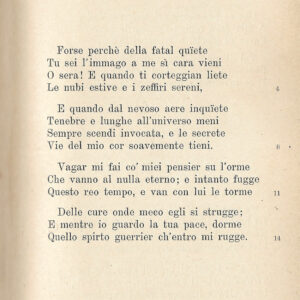 Forse perchè della fatal quïete
Tu sei l'immago a me sì cara vieni
O sera! E quando ti corteggian liete
Le nubi estive e i zeffiri sereni, 4
E quando dal nevoso aere inquïete
Tenebre e lunghe all'universo meni
Sempre scendi invocata, e le secrete
Vie del mio cor soavemente tieni. 8
Vagar mi fai co' miei pensier su l'orme
Che vanno al nulla eterno; e intanto fugge
Questo reo tempo, e van con lui le torme 11
Delle cure onde meco egli si strugge;
E mentre io guardo la tua pace, dorme
Quello spirto guerrier ch'entro mi rugge. 14